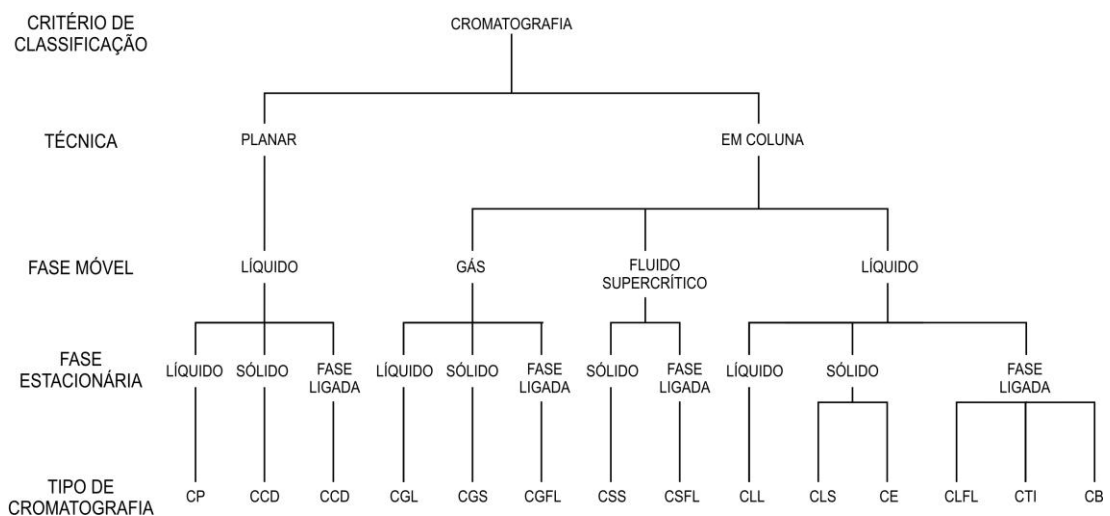 CRITÉRIO DE
CLASSIFICAÇÃO
CROMATOGRAFIA
TÉCNICA
PLANAR
EM COLUNA
FASE MÓVEL
LÍQUIDO
GÁS
FLUIDO
SUPERCRÍTICO
LÍQUIDO
FASE
ESTACIONÁRIA
LÍQUIDO
SÓLIDO
FASE
LIGADA
LÍQUIDO
SÓLIDO
FASE
LIGADA
SÓLIDO
FASE
LIGADA
LÍQUIDO
SÓLIDO
FASE
LIGADA
TIPO DE
CROMATOGRAFIA
CP
CCD
CCD
CGL
CGS
CGFL
CSS
CSFL
CLL
CLS
CE
CLFL
CTI
CB